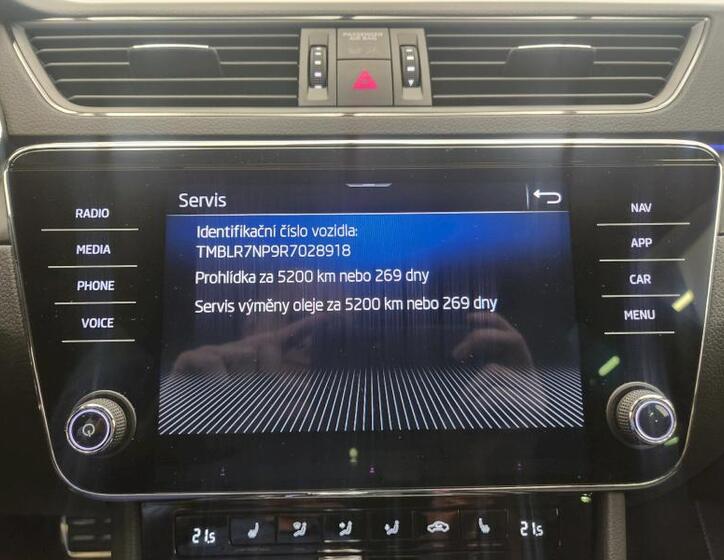 PASSENGER
AIR BAG
Servis
Identifikační číslo vozidla:
TMBLR7NP9R7028918
Prohlídka za 5200 km nebo 269 dny
Servis výměny oleje za 5200 km nebo 269 dny
RADIO
MEDIA
PHONE
VOICE
NAV
APP
CAR
MENU
21.5
21.5